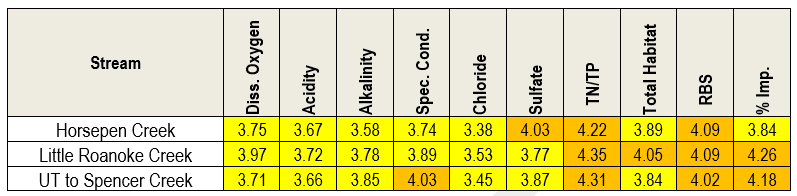 Stream Diss. Oxygen Acidity Alkalinity Spec. Cond. Chloride Sulfate TN/TP Total Habitat RBS % Imp.
Horsepen Creek 3.75 3.67 3.58 3.74 3.38 4.03 4.22 3.89 4.09 3.84
Little Roanoke Creek 3.97 3.72 3.78 3.89 3.53 3.77 4.35 4.05 4.09 4.26
UT to Spencer Creek 3.71 3.66 3.85 4.03 3.45 3.87 4.31 3.84 4.02 4.18